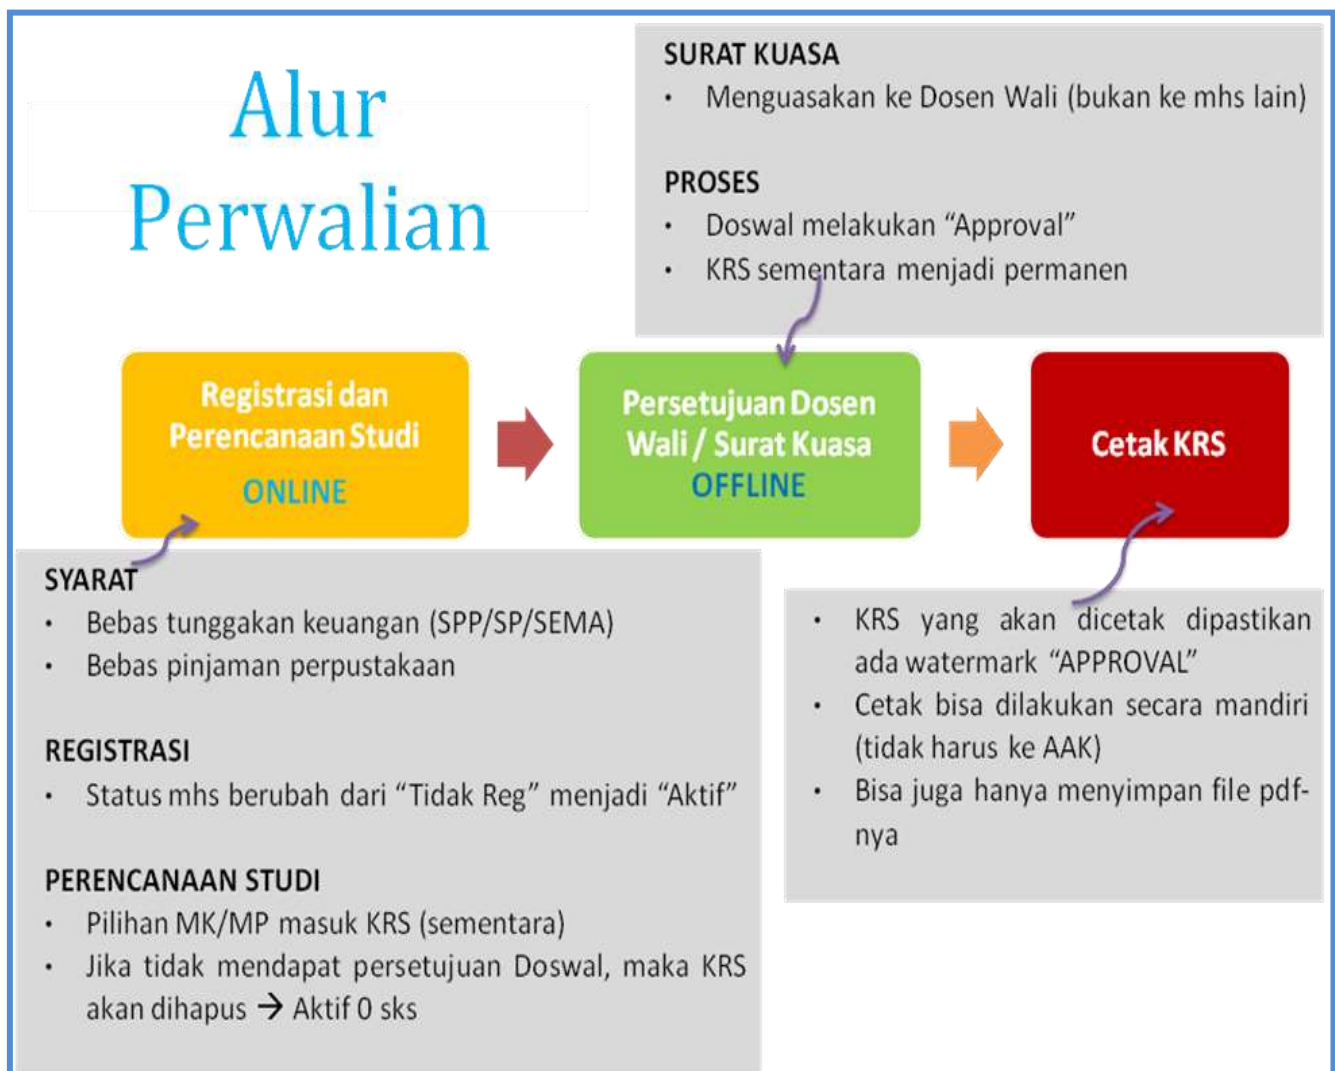 Alur
Perwalian
SURAT KUASA
• Menguasakan ke Dosen Wali (bukan ke mhs lain)
PROSES
• Doswal melakukan “Approval”
• KRS sementara menjadi permanen
Registrasi dan
Perencanaan Studi
ONLINE
Persetujuan Dosen
Wali / Surat Kuasa
OFFLINE
Cetak KRS
SYARAT
• Bebas tunggakan keuangan (SPP/SP/SEMA)
• Bebas pinjaman perpustakaan
REGISTRASI
• Status mhs berubah dari “Tidak Reg” menjadi “Aktif”
PERENCANAAN STUDI
• Pilihan MK/MP masuk KRS (sementara)
• Jika tidak mendapat persetujuan Doswal, maka KRS
akan dihapus → Aktif 0 sks
• KRS yang akan dicetak dipastikan
ada watermark “APPROVAL”
• Cetak bisa dilakukan secara mandiri
(tidak harus ke AAK)
• Bisa juga hanya menyimpan file pdf-
nya